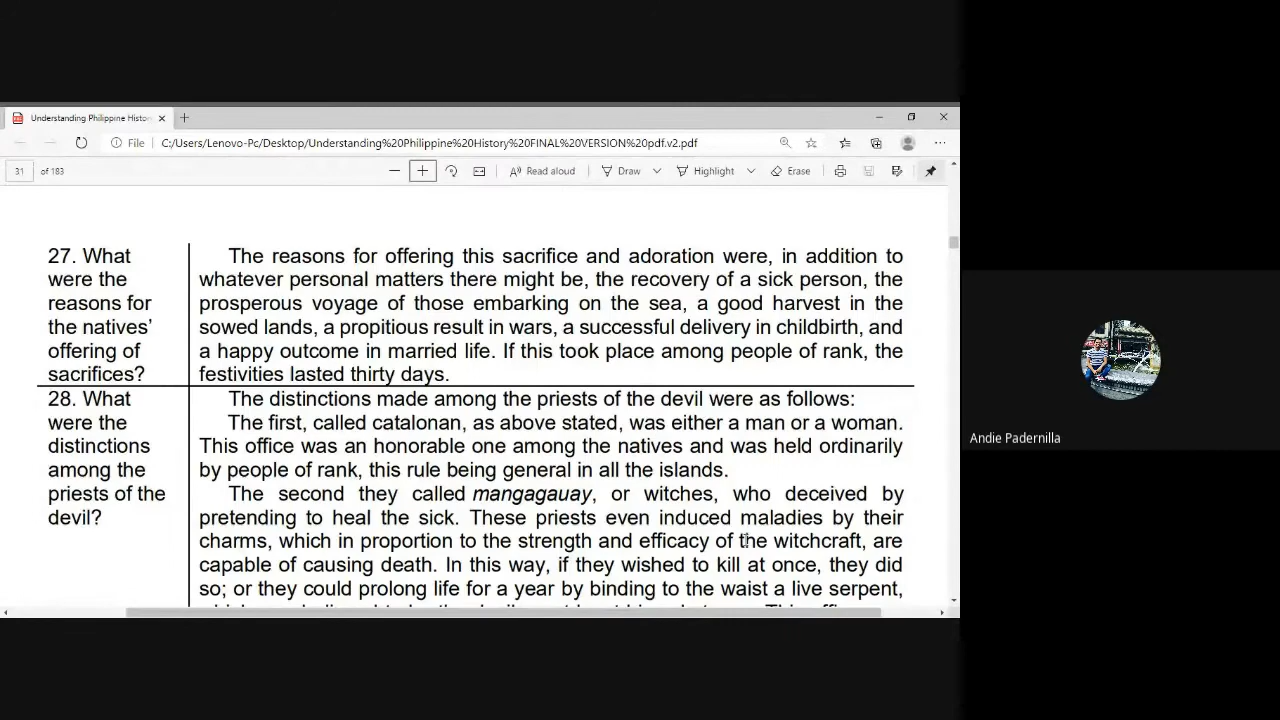 Understanding Philippine Histor
File
C:/Users/Lenovo-Pc/Desktop/Understanding%20Philippine%20History%20FINAL%20VERSION%20pdf.v2.pdf
31
of 183
Read aloud
Draw
Highlight
Erase
27. What
were the
reasons for
the natives’
offering of
sacrifices?
The reasons for offering this sacrifice and adoration were, in addition to
whatever personal matters there might be, the recovery of a sick person, the
prosperous voyage of those embarking on the sea, a good harvest in the
sowed lands, a propitious result in wars, a successful delivery in childbirth, and
a happy outcome in married life. If this took place among people of rank, the
festivities lasted thirty days.
28. What
were the
distinctions
among the
priests of the
devil?
The distinctions made among the priests of the devil were as follows:
The first, called catalonan, as above stated, was either a man or a woman.
This office was an honorable one among the natives and was held ordinarily
by people of rank, this rule being general in all the islands.
The second they called mangagauay, or witches, who deceived by
pretending to heal the sick. These priests even induced maladies by their
charms, which in proportion to the strength and efficacy of the witchcraft, are
capable of causing death. In this way, if they wished to kill at once, they did
so; or they could prolong life for a year by binding to the waist a live serpent,
Andie Padernilla